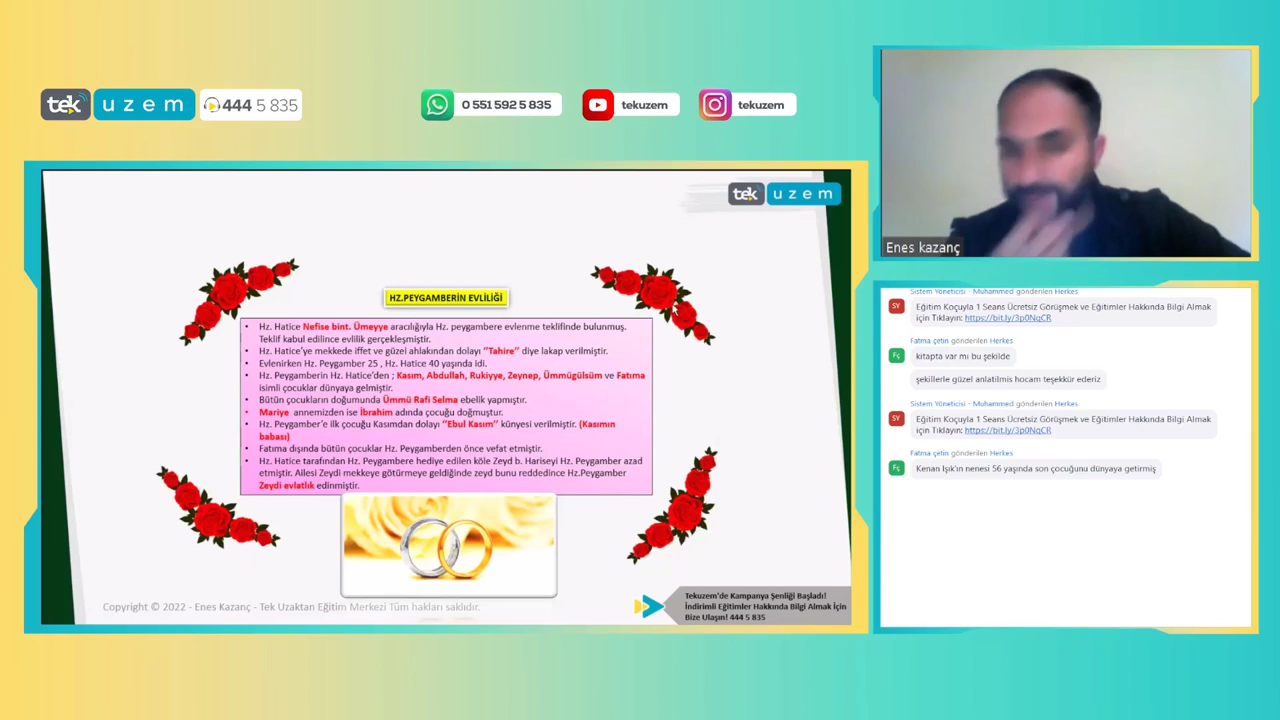 tek uzem 444 5 835
0 551 592 5 835
tekuzem
tekuzem
tek uzem
HZ.PEYGAMBERİN EVLİLİĞİ
• Hz. Hatice Nefise bint. Ümeyye aracılığıyla Hz. peygambere evlenme teklifinde bulunmuş.
Teklif kabul edilince evlilik gerçekleşmiştir.
• Hz. Hatice'ye mekkede iffet ve güzel ahlakından dolayı ''Tahire'' diye lakap verilmiştir.
• Evlenirken Hz. Peygamber 25 , Hz. Hatice 40 yaşında idi.
• Hz. Peygamberin Hz. Hatice'den ; Kasım, Abdullah, Rukiyye, Zeynep, Ümmügülsüm ve Fatıma
isimli çocuklar dünyaya gelmiştir.
• Bütün çocukların doğumunda Ümmü Rafi Selma ebelik yapmıştır.
• Mariye annemizden ise İbrahim adında çocuğu doğmuştur.
• Hz. Peygamber'e ilk çocuğu Kasımdan dolayı ''Ebul Kasım'' künyesi verilmiştir. (Kasımın
babası)
• Fatıma dışında bütün çocuklar Hz. Peygamberden önce vefat etmiştir.
• Hz. Hatice tarafından Hz. Peygambere hediye edilen köle Zeyd b. Hariseyi Hz. Peygamber azad
etmiştir. Ailesi Zeydi mekkeye götürmeye geldiğinde zeyd bunu reddedince Hz.Peygamber
Zeydi evlatlık edinmiştir.
Copyright © 2022 - Enes Kazanç - Tek Uzaktan Eğitim Merkezi Tüm hakları saklıdır.
Tekuzem'de Kampanya Şenliği Başladı!
İndirimli Eğitimler Hakkında Bilgi Almak İçin
Bize Ulaşın! 444 5 835
Enes kazanç
Sistem Yöneticisi - Muhammed gönderilen Herkes
SY
Eğitim Koçuyla 1 Seans Ücretsiz Görüşmek ve Eğitimler Hakkında Bilgi Almak
için Tıklayın: https://bit.ly/3p0NqCR
Fatma çetin gönderilen Herkes
Fç
kitapta var mı bu şekilde
şekillerle güzel anlatilmis hocam teşekkür ederiz
Sistem Yöneticisi - Muhammed gönderilen Herkes
SY
Eğitim Koçuyla 1 Seans Ücretsiz Görüşmek ve Eğitimler Hakkında Bilgi Almak
için Tıklayın: https://bit.ly/3p0NqCR
Fatma çetin gönderilen Herkes
Fç
Kenan Işık'ın nenesi 56 yaşında son çocuğunu dünyaya getirmiş